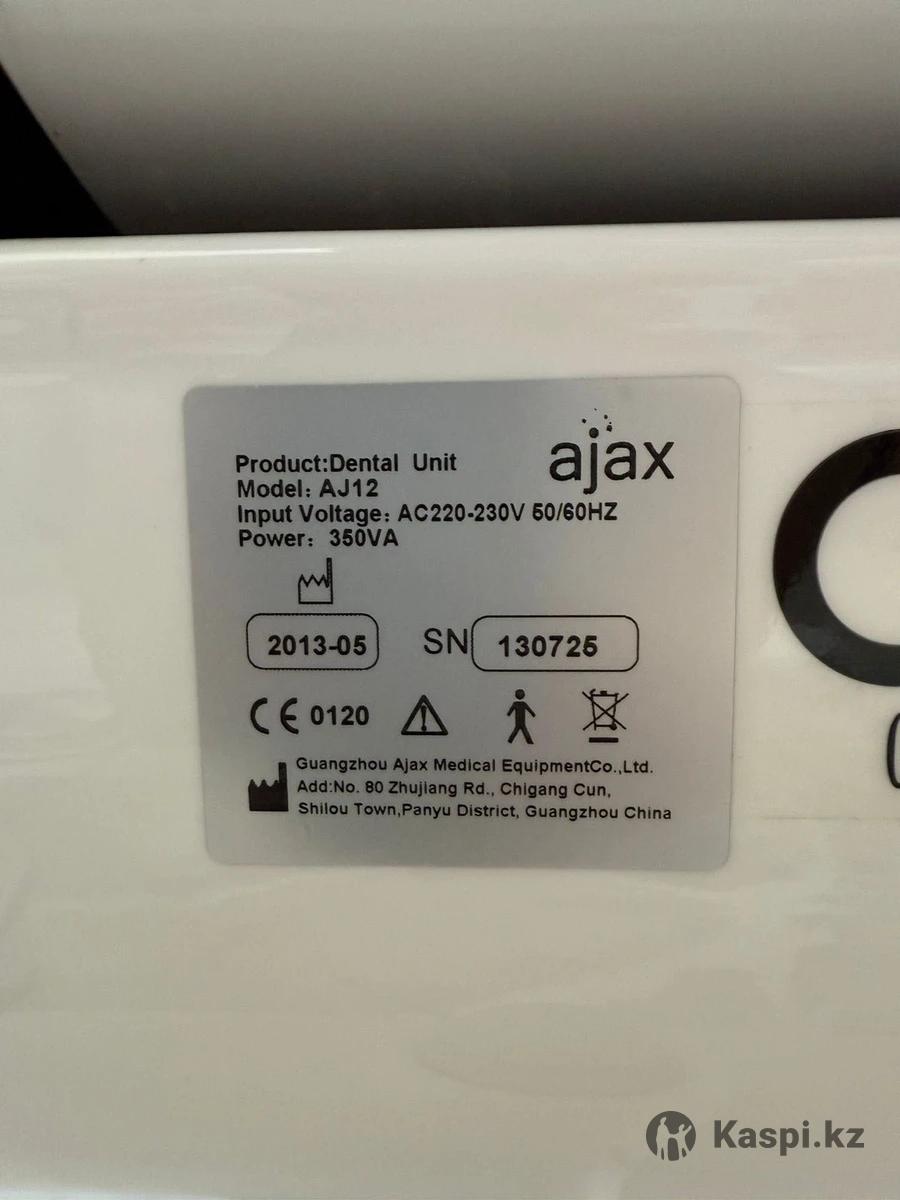 ajax
Product:Dental Unit
Model: AJ12
Input Voltage: AC220-230V 50/60HZ
Power: 350VA
2013-05 SN 130725
CE 0120
Guangzhou Ajax Medical EquipmentCo.,Ltd.
Add:No. 80 Zhujiang Rd., Chigang Cun,
Shilou Town,Panyu District, Guangzhou China
Kaspi.kz